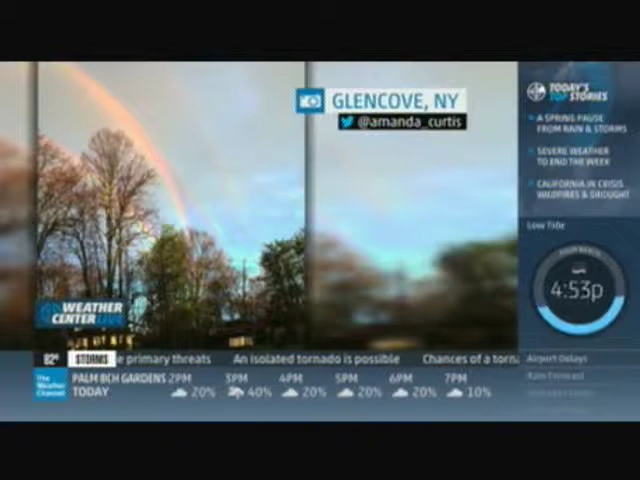 GLENCOVE, NY
@amanda_curtis
TODAY'S
TOP STORIES
A SPRING PAUSE
FROM RAIN & STORMS
SEVERE WEATHER
TO END THE WEEK
CALIFORNIA IN CRISIS
WILDFIRES & DROUGHT
Low Tide
4:53p
WEATHER
CENTER LIVE
82°
STORMS
e primary threats An isolated tornado is possible Chances of a torna
Airport Delays
The
Weather
Channel
PALM BCH GARDENS 2PM 3PM 4PM 5PM 6PM 7PM
TODAY 20% 40% 20% 20% 20% 10%